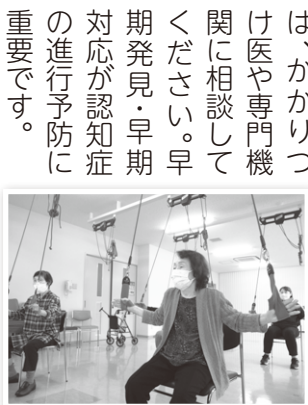 は、かかりつ
け医や専門機
関に相談して
ください。早
期発見・早期
対応が認知症
の進行予防に
重要です。